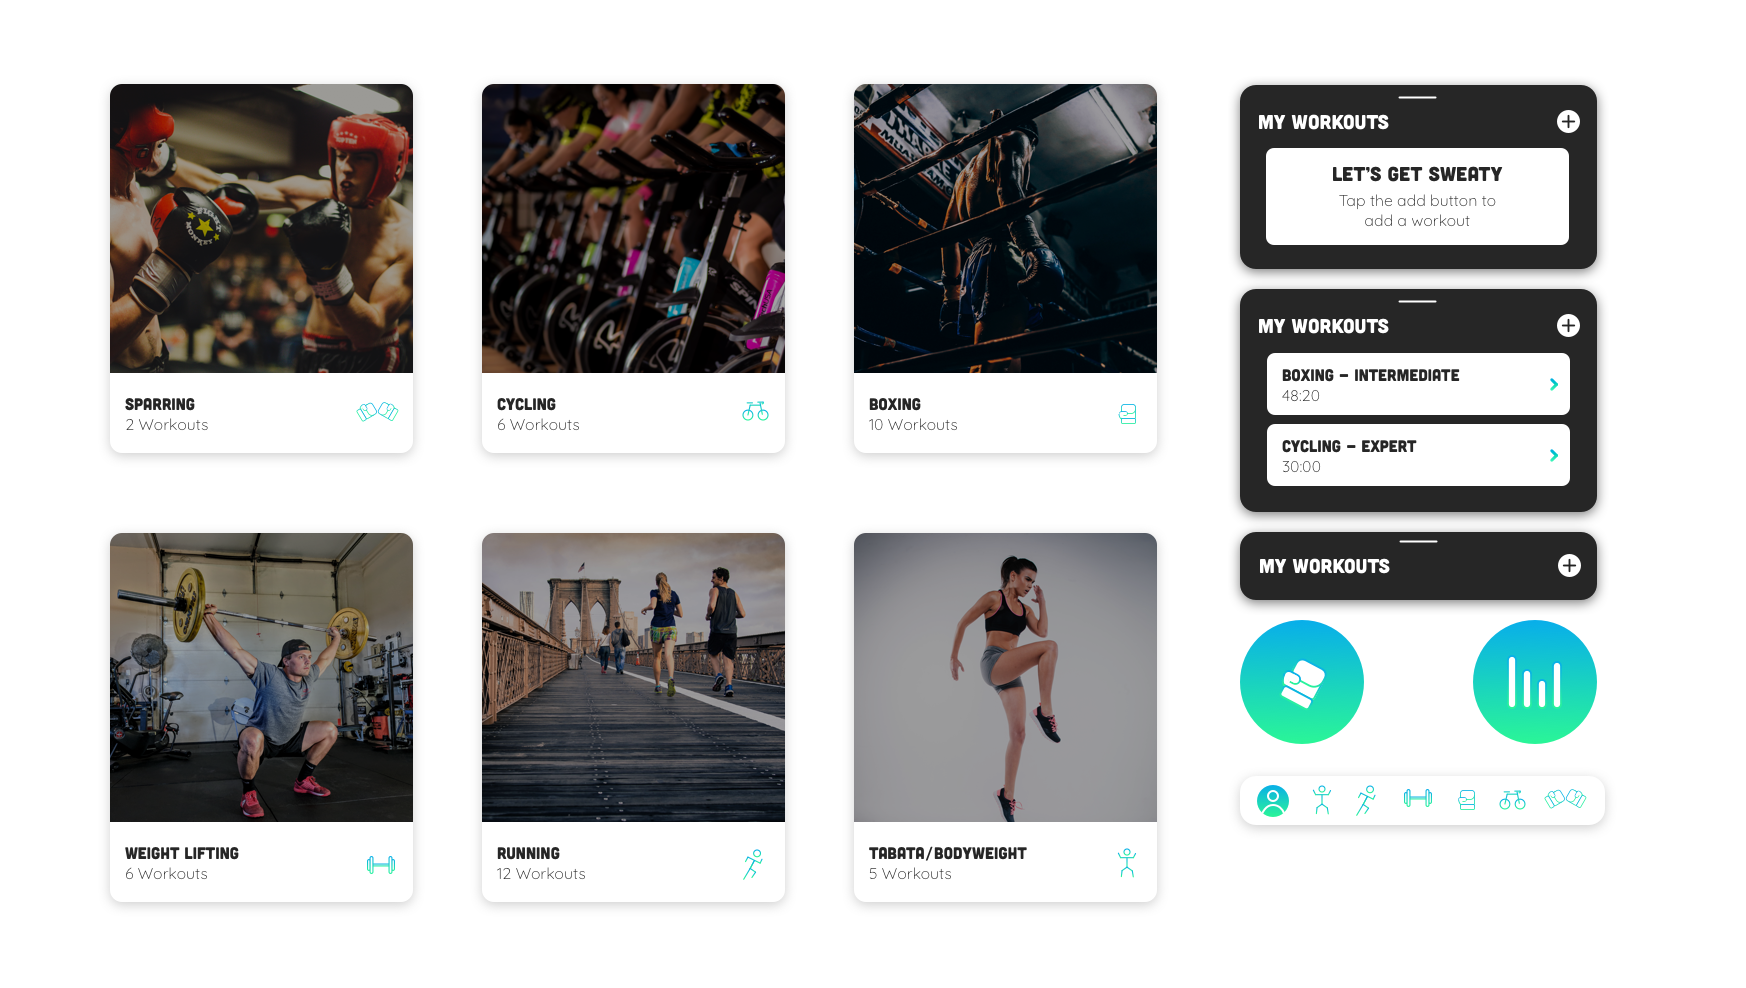 SPARRING
2 Workouts
CYCLING
6 Workouts
BOXING
10 Workouts
WEIGHT LIFTING
6 Workouts
RUNNING
12 Workouts
TABATA/BODYWEIGHT
5 Workouts
MY WORKOUTS
LET'S GET SWEATY
Tap the add button to
add a workout
MY WORKOUTS
BOXING – INTERMEDIATE
48:20
CYCLING – EXPERT
30:00
MY WORKOUTS